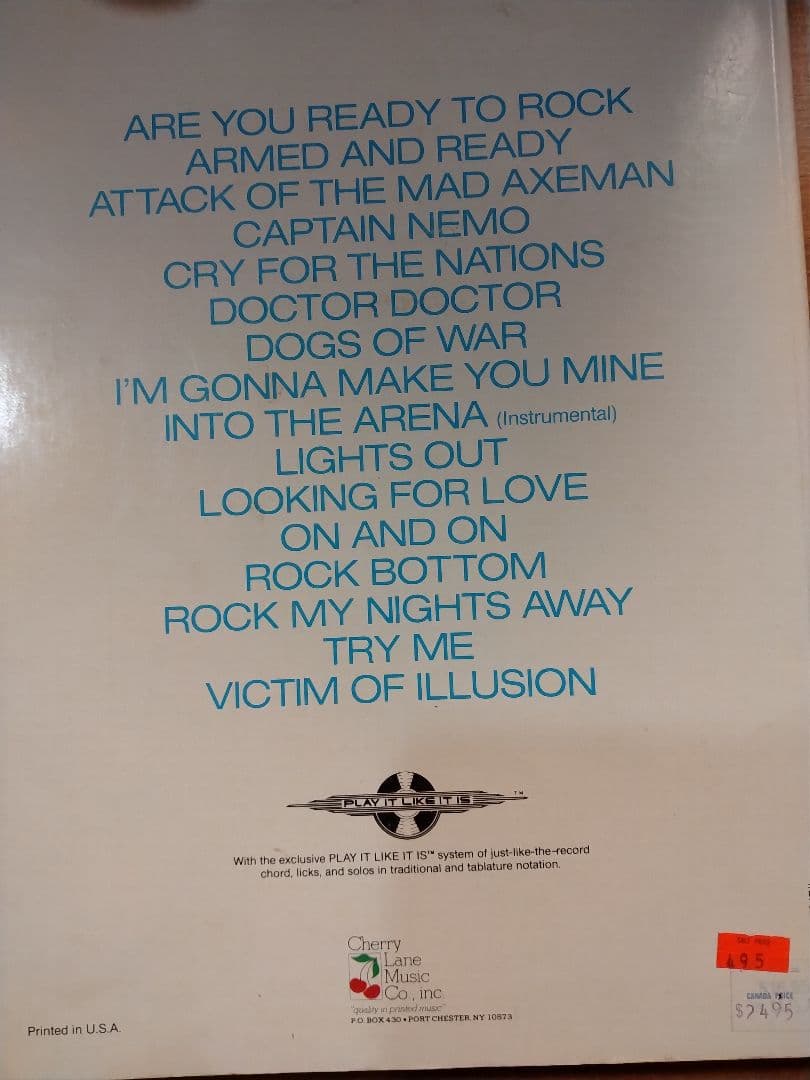 ARE YOU READY TO ROCK
ARMED AND READY
ATTACK OF THE MAD AXEMAN
CAPTAIN NEMO
CRY FOR THE NATIONS
DOCTOR DOCTOR
DOGS OF WAR
I'M GONNA MAKE YOU MINE
INTO THE ARENA (Instrumental)
LIGHTS OUT
LOOKING FOR LOVE
ON AND ON
ROCK BOTTOM
ROCK MY NIGHTS AWAY
TRY ME
VICTIM OF ILLUSION
PLAY IT LIKE IT IS TM
With the exclusive PLAY IT LIKE IT IS™ system of just-like-the-record
chord, licks, and solos in traditional and tablature notation.
Cherry
Lane
Music
Co., inc.
"quality in printed music"
P.O. BOX 430 • PORT CHESTER, NY 10573
Printed in U.S.A.
4 95
CANADA PRICE
$2495